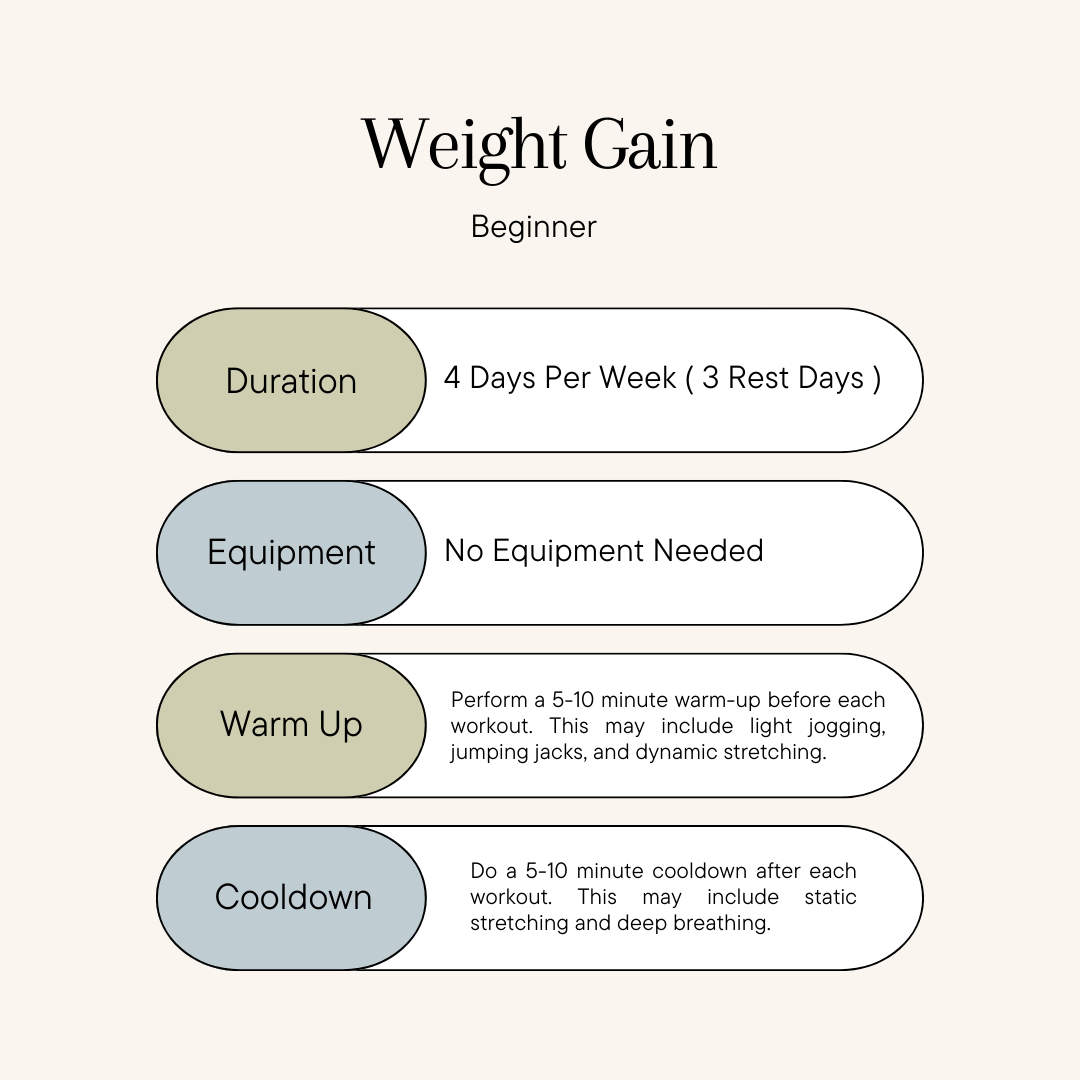 Weight Gain
Beginner
Duration
4 Days Per Week ( 3 Rest Days )
Equipment
No Equipment Needed
Warm Up
Perform a 5-10 minute warm-up before each
workout. This may include light jogging,
jumping jacks, and dynamic stretching.
Cooldown
Do a 5-10 minute cooldown after each
workout. This may include static
stretching and deep breathing.